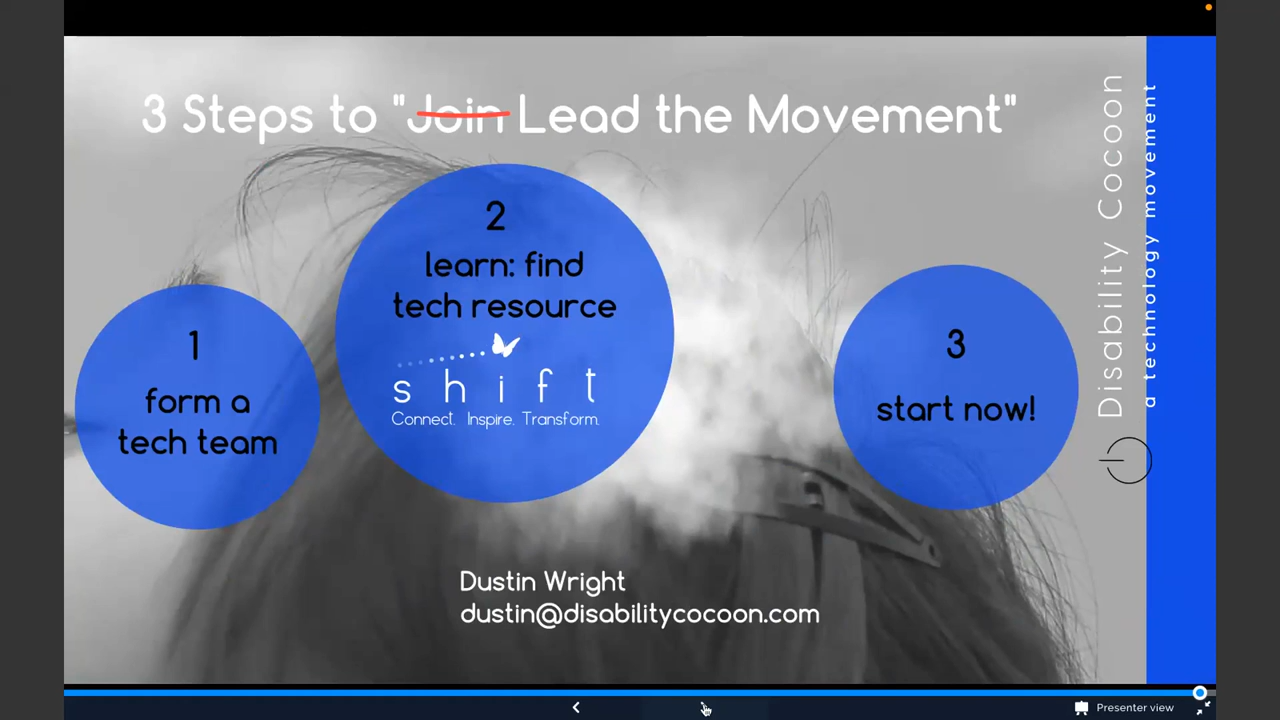 3 Steps to "Join Lead the Movement"
1
form a
tech team
2
learn: find
tech resource
shift
Connect. Inspire. Transform.
3
start now!
Dustin Wright
dustin@disabilitycocoon.com
Disability Cocoon
a technology movement
Presenter view